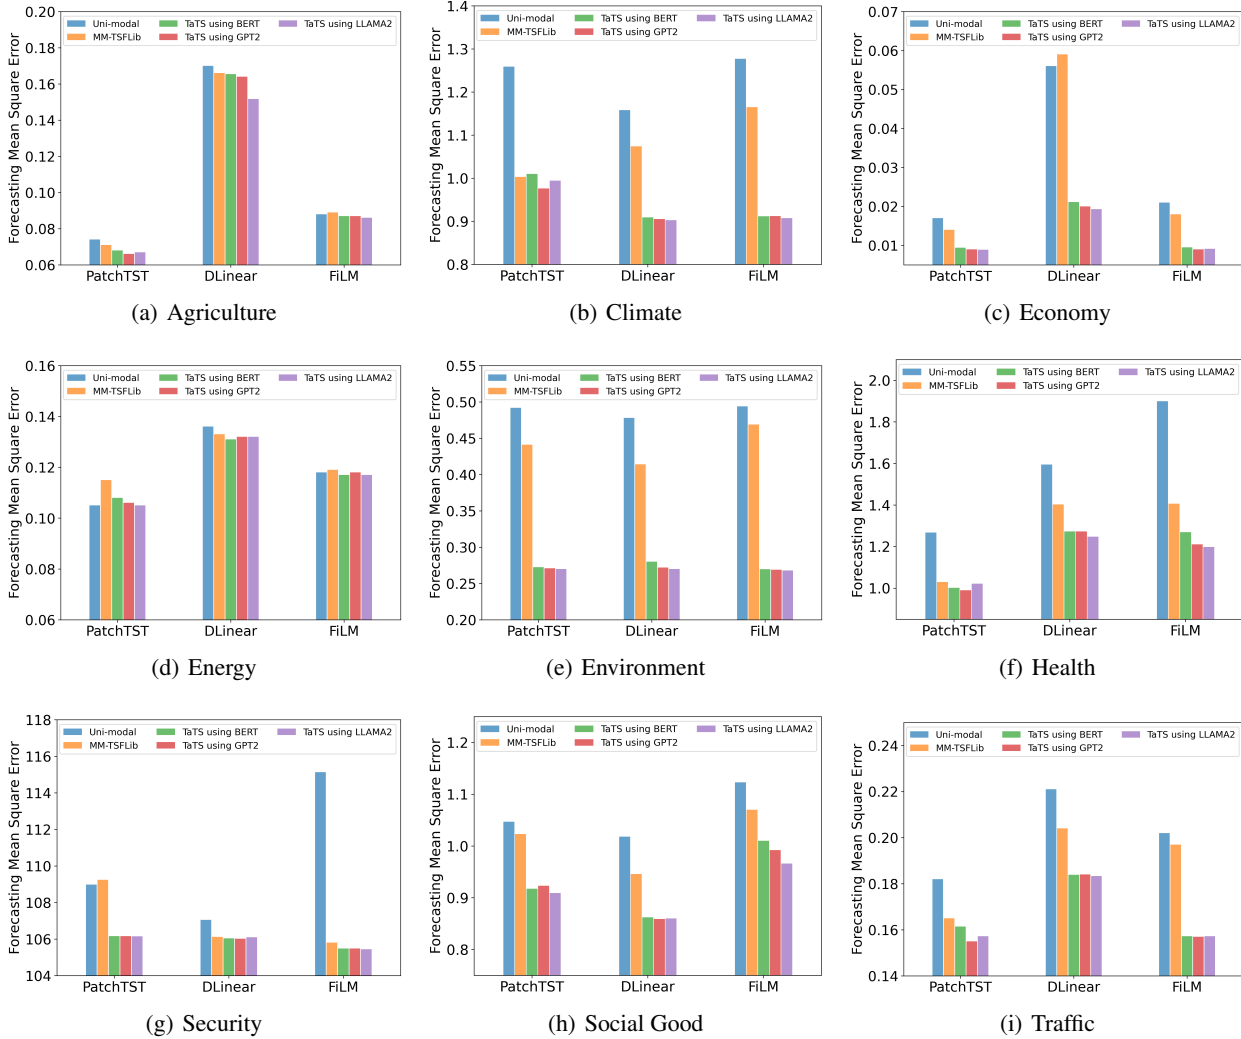 Forecasting Mean Square Error
0.20
0.18
0.16
0.14
0.12
0.10
0.08
0.06
Uni-modal
MM-TSFLib
TaTS using BERT
TaTS using GPT2
TaTS using LLAMA2
PatchTST DLinear FiLM
(a) Agriculture
Forecasting Mean Square Error
1.4
1.3
1.2
1.1
1.0
0.9
0.8
Uni-modal
MM-TSFLib
TaTS using BERT
TaTS using GPT2
TaTS using LLAMA2
PatchTST DLinear FiLM
(b) Climate
Forecasting Mean Square Error
0.07
0.06
0.05
0.04
0.03
0.02
0.01
Uni-modal
MM-TSFLib
TaTS using BERT
TaTS using GPT2
TaTS using LLAMA2
PatchTST DLinear FiLM
(c) Economy
Forecasting Mean Square Error
0.16
0.14
0.12
0.10
0.08
0.06
Uni-modal
MM-TSFLib
TaTS using BERT
TaTS using GPT2
TaTS using LLAMA2
PatchTST DLinear FiLM
(d) Energy
Forecasting Mean Square Error
0.55
0.50
0.45
0.40
0.35
0.30
0.25
0.20
Uni-modal
MM-TSFLib
TaTS using BERT
TaTS using GPT2
TaTS using LLAMA2
PatchTST DLinear FiLM
(e) Environment
Forecasting Mean Square Error
2.0
1.8
1.6
1.4
1.2
1.0
Uni-modal
MM-TSFLib
TaTS using BERT
TaTS using GPT2
TaTS using LLAMA2
PatchTST DLinear FiLM
(f) Health
Forecasting Mean Square Error
118
116
114
112
110
108
106
104
Uni-modal
MM-TSFLib
TaTS using BERT
TaTS using GPT2
TaTS using LLAMA2
PatchTST DLinear FiLM
(g) Security
Forecasting Mean Square Error
1.2
1.1
1.0
0.9
0.8
Uni-modal
MM-TSFLib
TaTS using BERT
TaTS using GPT2
TaTS using LLAMA2
PatchTST DLinear FiLM
(h) Social Good
Forecasting Mean Square Error
0.24
0.22
0.20
0.18
0.16
0.14
Uni-modal
MM-TSFLib
TaTS using BERT
TaTS using GPT2
TaTS using LLAMA2
PatchTST DLinear FiLM
(i) Traffic